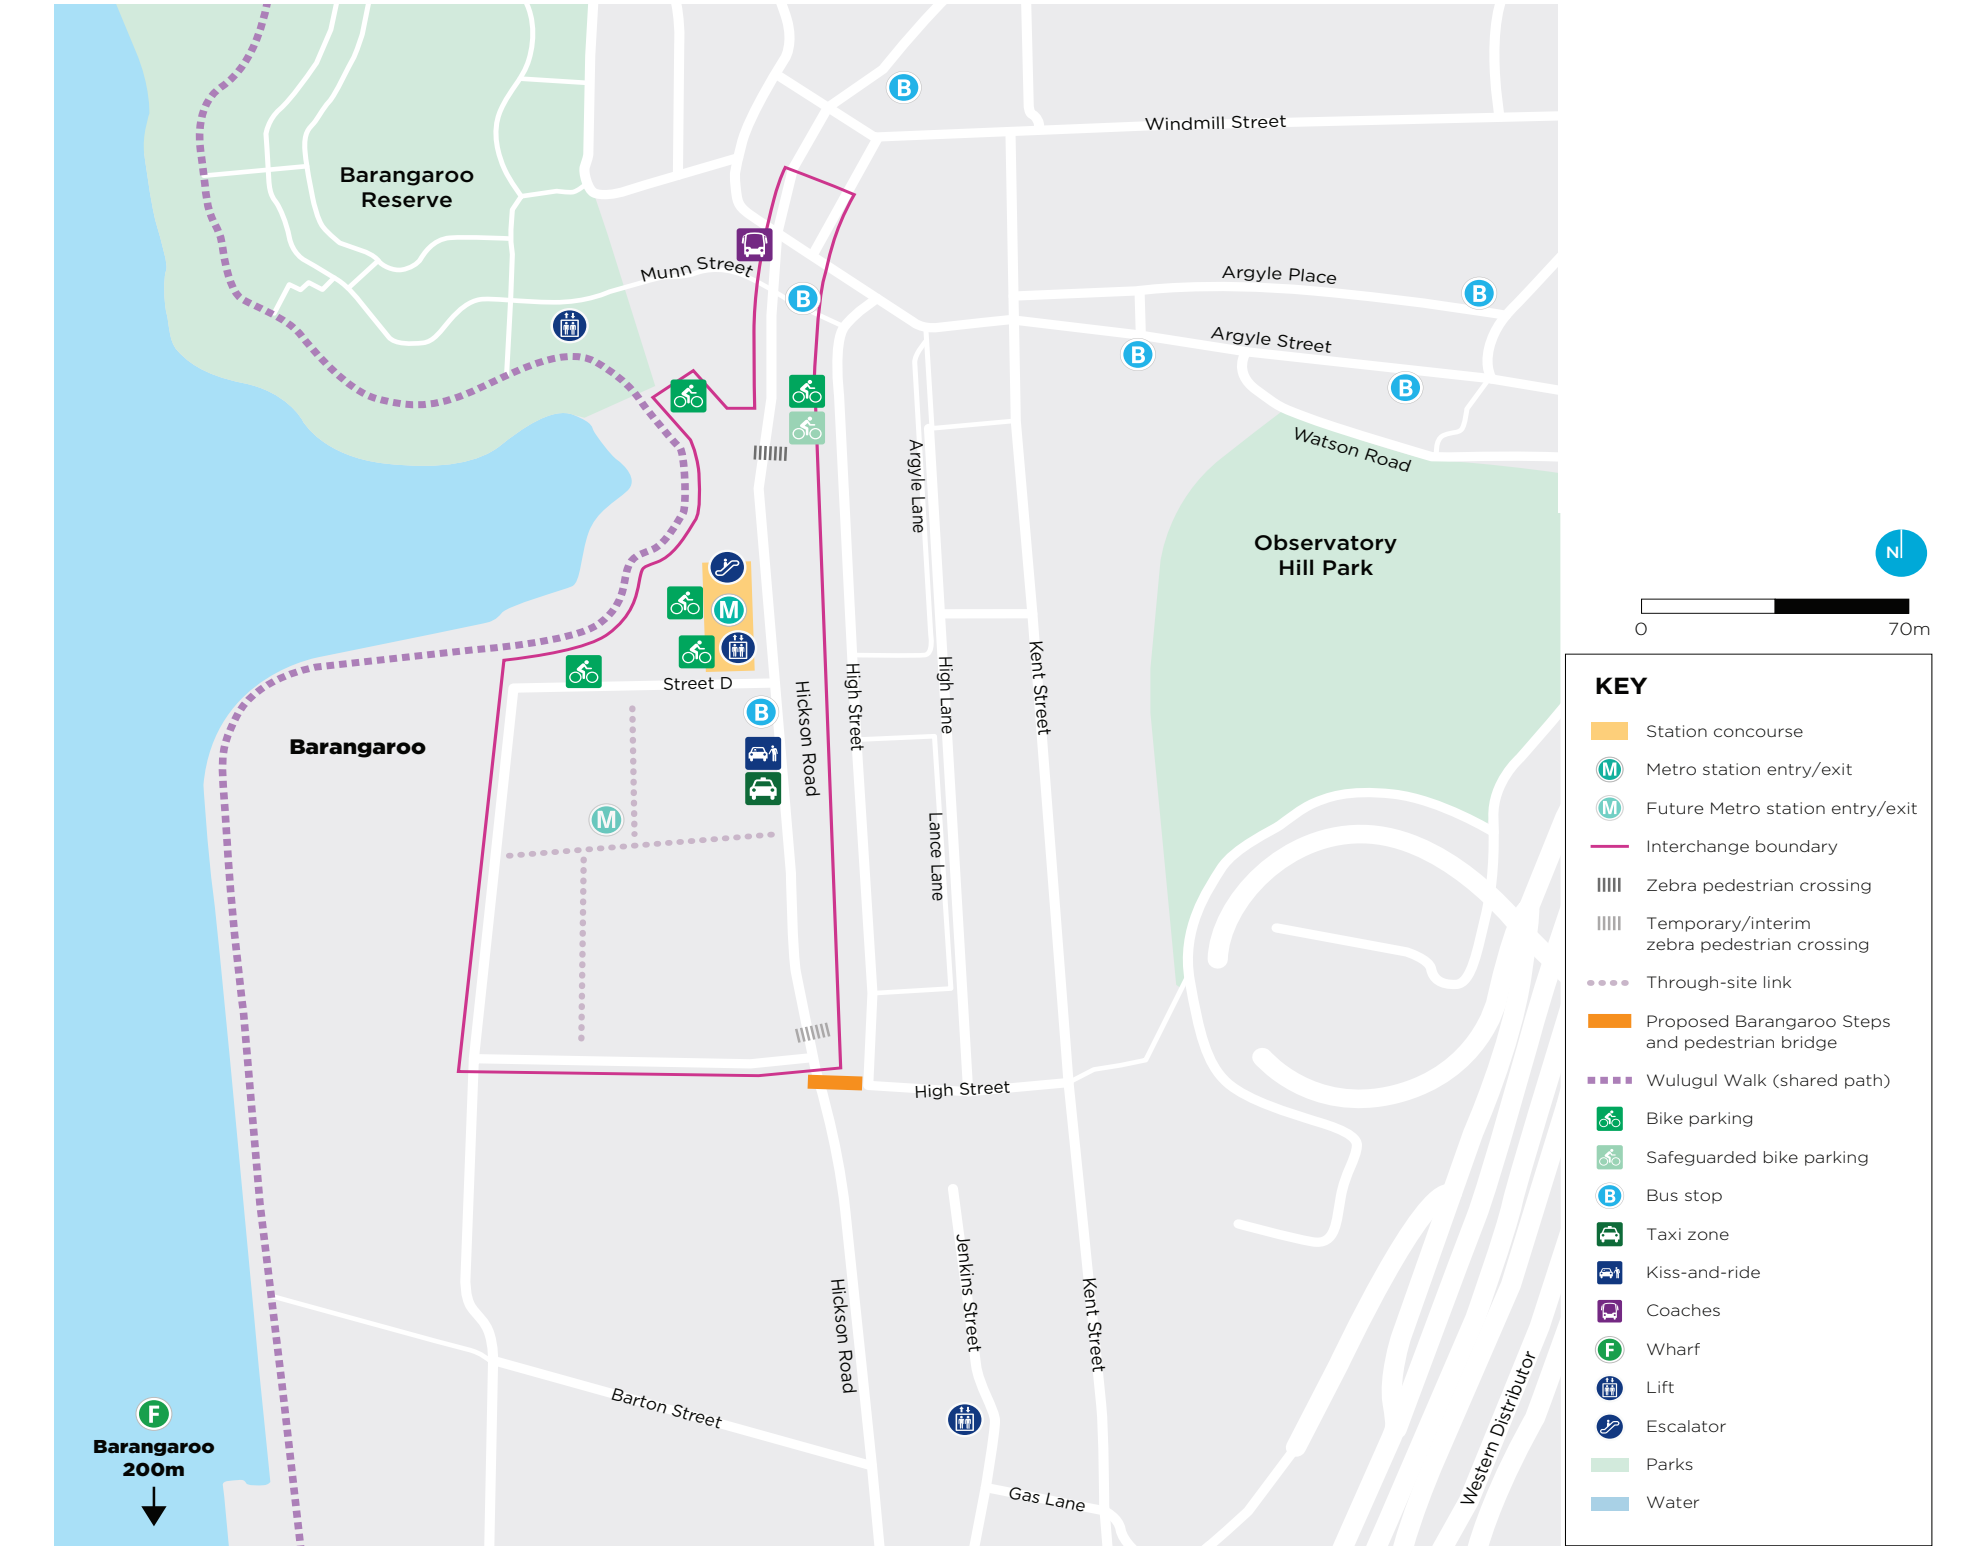 B
Windmill Street
Barangaroo
Reserve
Munn Street
B
Argyle Place
B
Argyle Street
B
B
Watson Road
Argyle Lane
Observatory
Hill Park
M
Street D
B
Hickson Road
High Street
High Lane
Kent Street
Barangaroo
M
Lance Lane
High Street
Hickson Road
Jenkins Street
Kent Street
Barton Street
Gas Lane
Western Distributor
F
Barangaroo
200m
N
0 70m
KEY
Station concourse
M Metro station entry/exit
M Future Metro station entry/exit
Interchange boundary
Zebra pedestrian crossing
Temporary/interim
zebra pedestrian crossing
Through-site link
Proposed Barangaroo Steps
and pedestrian bridge
Wulugul Walk (shared path)
Bike parking
Safeguarded bike parking
B Bus stop
Taxi zone
Kiss-and-ride
Coaches
F Wharf
Lift
Escalator
Parks
Water